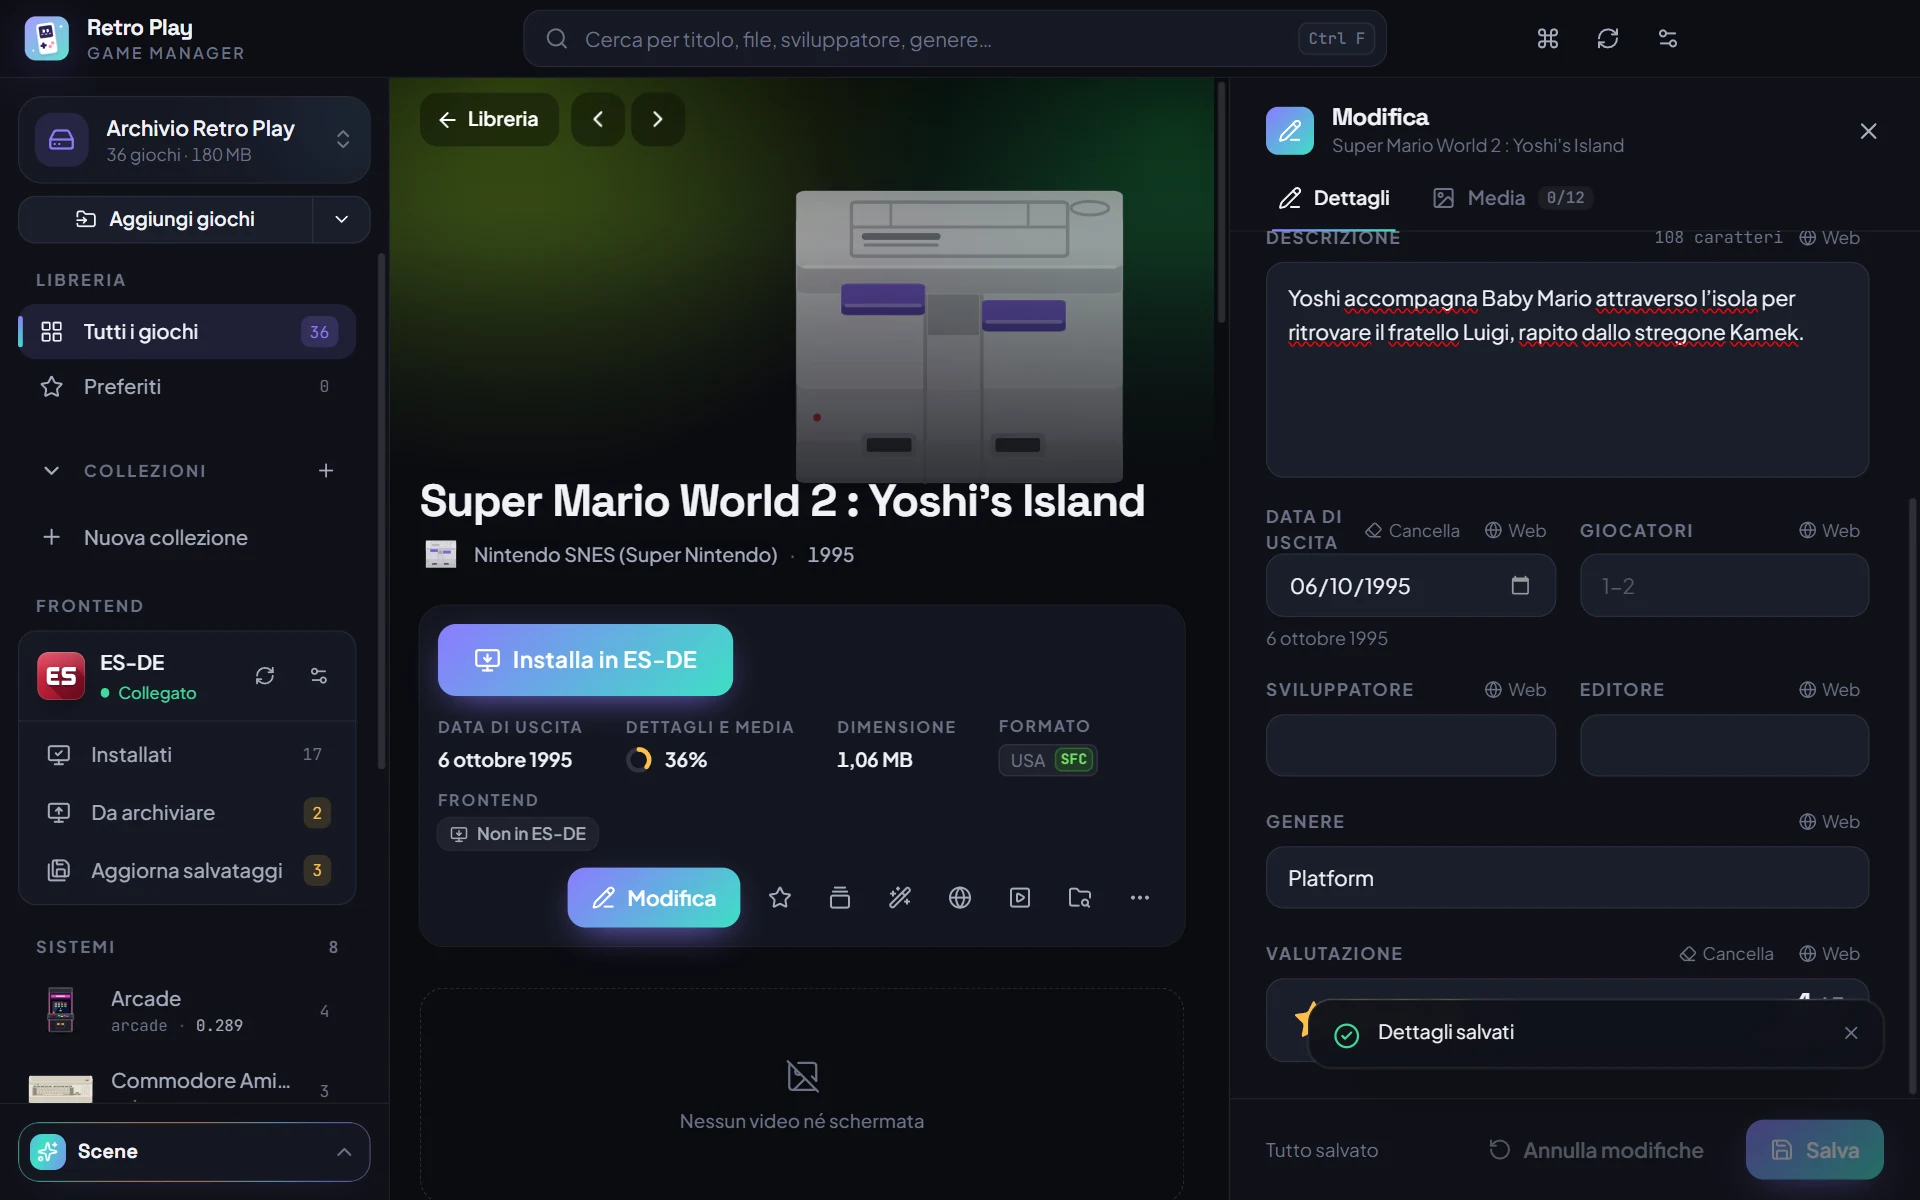 Retro Play
GAME MANAGER
Cerca per titolo, file, sviluppatore, genere...
Ctrl F
Archivio Retro Play
36 giochi · 180 MB
Aggiungi giochi
LIBRERIA
Tutti i giochi
36
Preferiti
0
COLLEZIONI
Nuova collezione
FRONTEND
ES
ES-DE
Collegato
Installati
17
Da archiviare
2
Aggiorna salvataggi
3
SISTEMI
8
Arcade
arcade · 0.289
4
Commodore Ami...
3
Scene
Libreria
Super Mario World 2 : Yoshi's Island
Nintendo SNES (Super Nintendo) · 1995
Installa in ES-DE
DATA DI USCITA
6 ottobre 1995
DETTAGLI E MEDIA
36%
DIMENSIONE
1,06 MB
FORMATO
USA SFC
FRONTEND
Non in ES-DE
Modifica
Nessun video né schermata
Modifica
Super Mario World 2 : Yoshi's Island
Dettagli
Media 0/12
DESCRIZIONE
108 caratteri
Web
Yoshi accompagna Baby Mario attraverso l'isola per
ritrovare il fratello Luigi, rapito dallo stregone Kamek.
DATA DI
USCITA
Cancella
Web
06/10/1995
6 ottobre 1995
GIOCATORI
Web
1-2
SVILUPPATORE
Web
EDITORE
Web
GENERE
Web
Platform
VALUTAZIONE
Cancella
Web
Dettagli salvati
Tutto salvato
Annulla modifiche
Salva